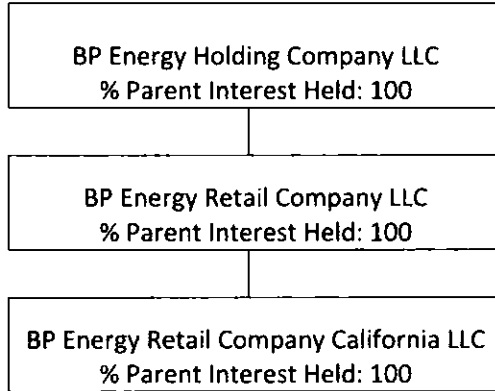 BP Energy Holding Company LLC
% Parent Interest Held: 100
BP Energy Retail Company LLC
% Parent Interest Held: 100
BP Energy Retail Company California LLC
% Parent Interest Held: 100